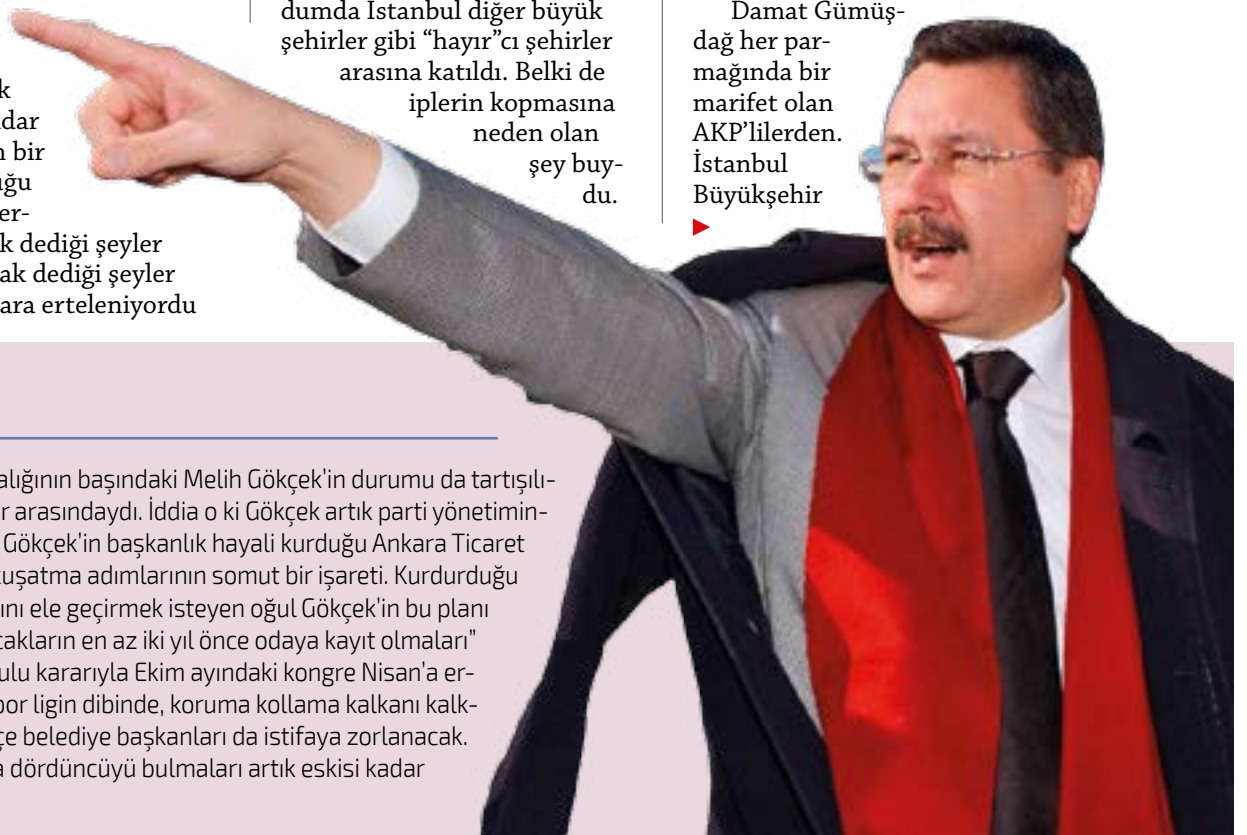 k
dar
n bir
uğu
er-
k dediği şeyler
ak dediği şeyler
ara erteleniyordu
dumda İstanbul diğer büyük
şehirler gibi “hayır”cı şehirler
arasına katıldı. Belki de
iplerin kopmasına
neden olan
şey buy-
du.
Damat Gümüş-
dağ her par-
mağında bir
marifet olan
AKP’lilerden.
İstanbul
Büyükşehir
alığının başındaki Melih Gökçek’in durumu da tartışılı-
r arasındaydı. İddia o ki Gökçek artık parti yönetimin-
Gökçek’in başkanlık hayali kurduğu Ankara Ticaret
kuşatma adımlarının somut bir işareti. Kurdurduğu
ını ele geçirmek isteyen oğul Gökçek’in bu planı
cakların en az iki yıl önce odaya kayıt olmaları"
ulu kararıyla Ekim ayındaki kongre Nisan’a er-
por ligin dibinde, koruma kollama kalkanı kalk-
çe belediye başkanları da istifaya zorlanacak.
a dördüncüyü bulmaları artık eskisi kadar